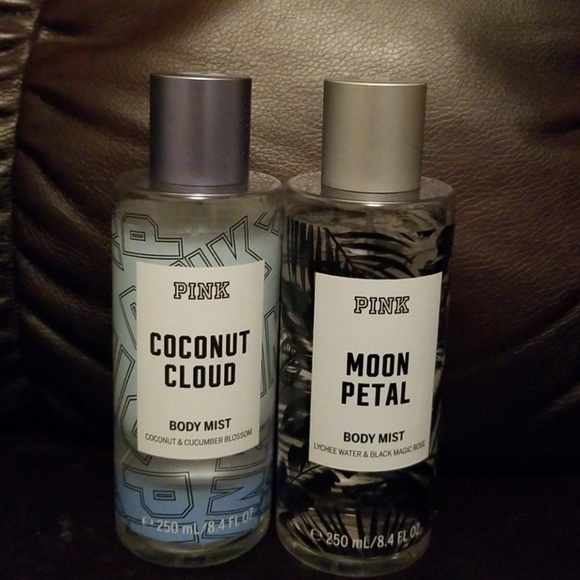 PINK
COCONUT
CLOUD
BODY MIST
COCONUT & CUCUMBER BLOSSOM
℮ 250 mL/8.4 FL OZ
PINK
MOON
PETAL
BODY MIST
LYCHEE WATER & BLACK MAGIC ROSE
℮ 250 mL/8.4 FL OZ